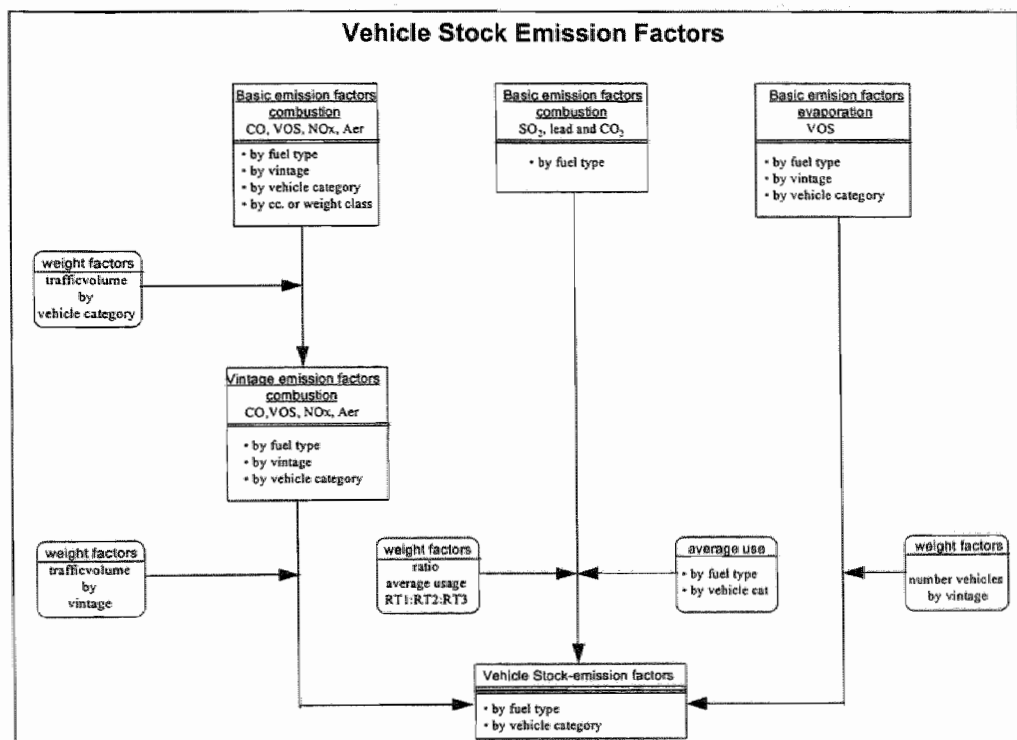 Vehicle Stock Emission Factors
Basic emission factors
combustion
CO, VOS, NOx, Aer
• by fuel type
• by vintage
• by vehicle category
• by cc. or weight class
Basic emission factors
combustion
SO₂, lead and CO₂
• by fuel type
Basic emision factors
evaporation
VOS
• by fuel type
• by vintage
• by vehicle category
weight factors
trafficvolume
by
vehicle category
Vintage emission factors
combustion
CO,VOS, NOx, Aer
• by fuel type
• by vintage
• by vehicle category
weight factors
trafficvolume
by
vintage
weight factors
ratio
average usage
RT1:RT2:RT3
average use
• by fuel type
• by vehicle cat
weight factors
number vehicles
by vintage
Vehicle Stock-emission factors
• by fuel type
• by vehicle category